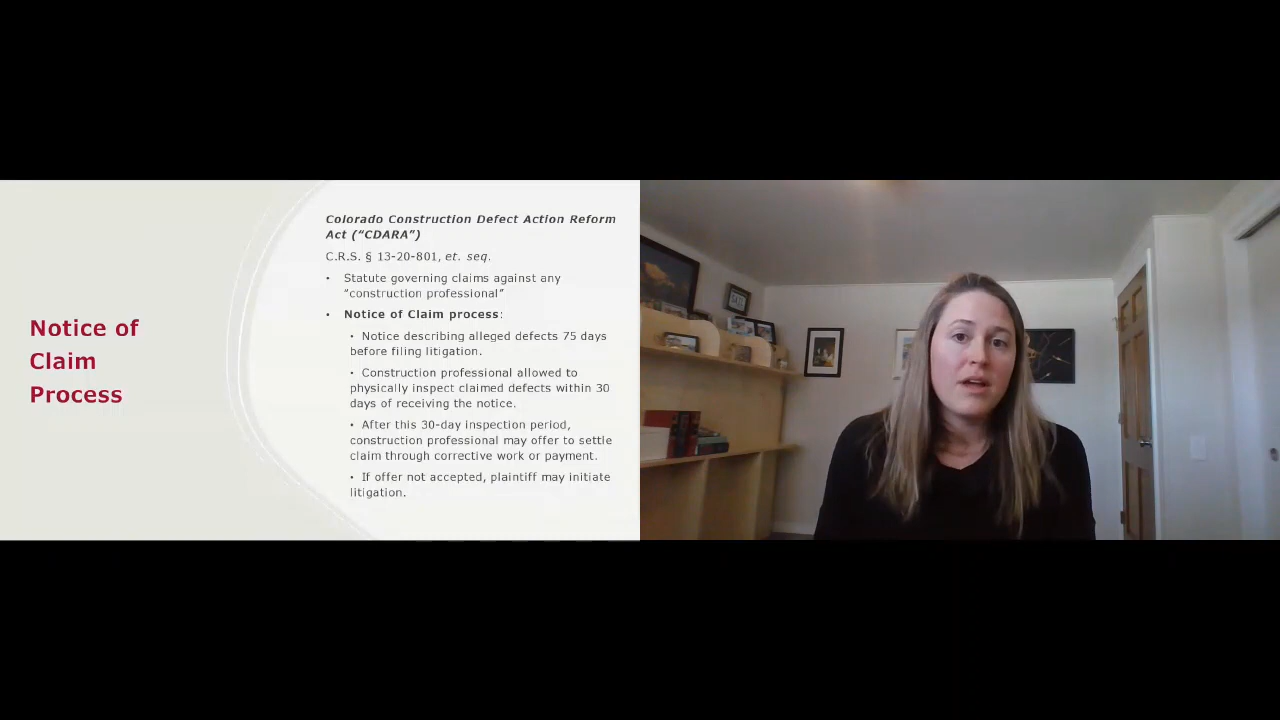 Notice of
Claim
Process
Colorado Construction Defect Action Reform
Act (“CDARA”)
C.R.S. § 13-20-801, et. seq.
• Statute governing claims against any
“construction professional”
• Notice of Claim process:
• Notice describing alleged defects 75 days
before filing litigation.
• Construction professional allowed to
physically inspect claimed defects within 30
days of receiving the notice.
• After this 30-day inspection period,
construction professional may offer to settle
claim through corrective work or payment.
• If offer not accepted, plaintiff may initiate
litigation.